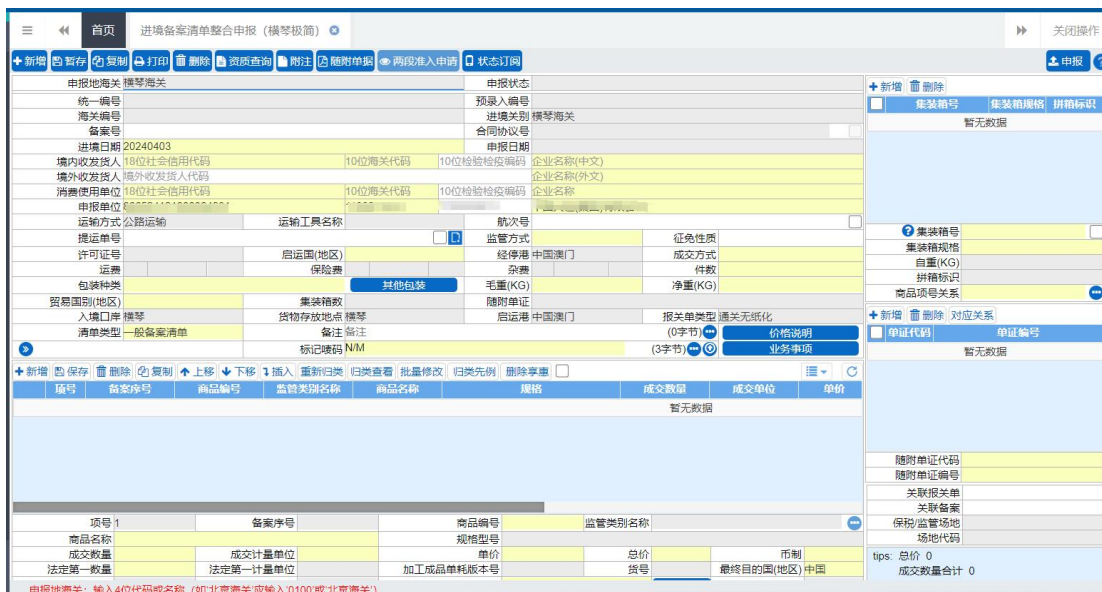 首页 进境备案清单整合申报（横琴极简） 关闭操作
新增 暂存 复制 打印 删除 资质查询 附注 随附单据 两段准入申请 状态订阅 申报
申报地海关 横琴海关 申报状态
统一编号 预录入编号
海关编号 进境关别 横琴海关
备案号 合同协议号
进境日期 20240403 申报日期
境内收发货人 18位社会信用代码 10位海关代码 10位检验检疫编码 企业名称(中文)
境外收发货人 境外收发货人代码 企业名称(外文)
消费使用单位 18位社会信用代码 10位海关代码 10位检验检疫编码 企业名称
申报单位
运输方式 公路运输 运输工具名称 航次号
提运单号 监管方式 征免性质
许可证号 启运国(地区) 经停港 中国澳门 成交方式
运费 保险费 杂费 件数
包装种类 其他包装 毛重(KG) 净重(KG)
贸易国别(地区) 集装箱数 随附单证
入境口岸 横琴 货物存放地点 横琴 启运港 中国澳门 报关单类型 通关无纸化
清单类型 一般备案清单 备注 备注 (0字节) 价格说明
标记唛码 N/M (3字节) 业务事项
新增 保存 删除 复制 上移 下移 插入 重新归类 归类查看 批量修改 归类先例 删除享惠
项号 备案序号 商品编号 监管类别名称 商品名称 规格 成交数量 成交单位 单价
暂无数据
项号 1 备案序号 商品编号 监管类别名称
商品名称 规格型号
成交数量 成交计量单位 单价 总价 币制
法定第一数量 法定第一计量单位 加工成品单耗版本号 货号 最终目的国(地区) 中国
申报地海关：输入4位代码或名称（如'北京海关'应输入'0100'或'北京海关'）
新增 删除
集装箱号 集装箱规格 拼箱标识
暂无数据
集装箱号
集装箱规格
自重(KG)
拼箱标识
商品项号关系
新增 删除 对应关系
单证代码 单证编号
暂无数据
随附单证代码
随附单证编号
关联报关单
关联备案
保税/监管场地
场地代码
tips: 总价 0
成交数量合计 0